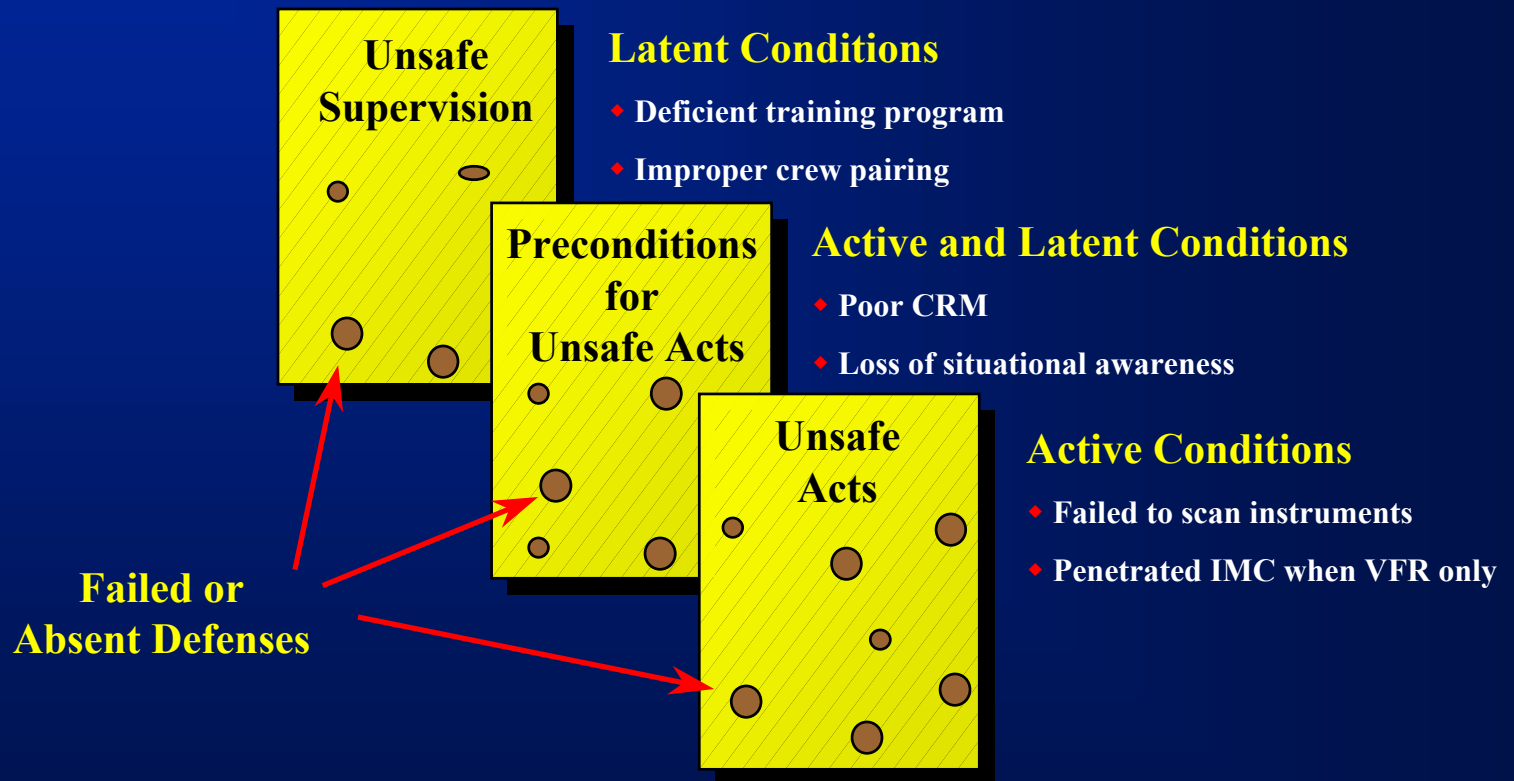 Unsafe
Supervision
Latent Conditions
Deficient training program
Improper crew pairing
Preconditions
for
Unsafe Acts
Active and Latent Conditions
Poor CRM
Loss of situational awareness
Unsafe
Acts
Active Conditions
Failed to scan instruments
Penetrated IMC when VFR only
Failed or
Absent Defenses